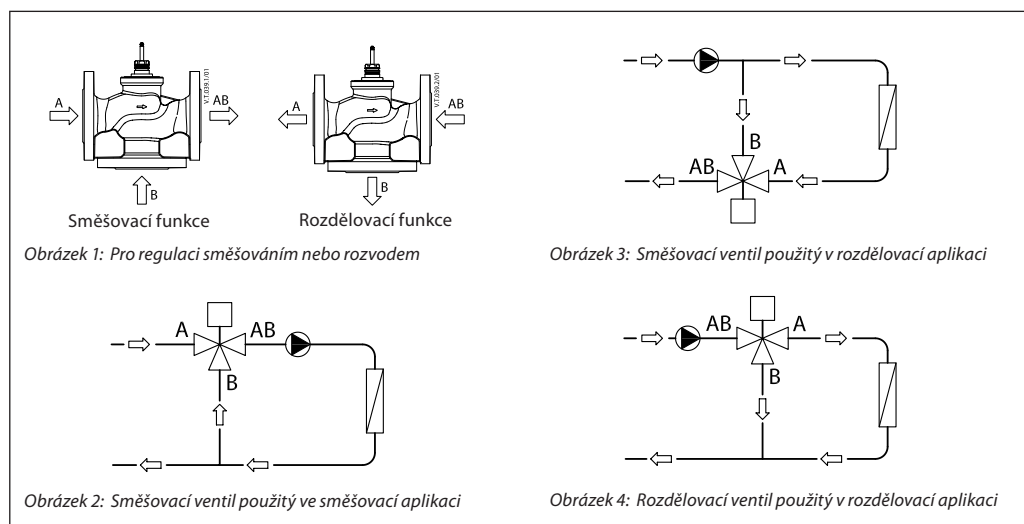 A
AB
B
V.T.039.1/01
Směšovací funkce
A
AB
B
V.T.039.2/01
Rozdělovací funkce
Obrázek 1: Pro regulaci směšováním nebo rozvodem
B
AB
A
Obrázek 3: Směšovací ventil použitý v rozdělovací aplikaci
A
AB
B
Obrázek 2: Směšovací ventil použitý ve směšovací aplikaci
AB
A
B
Obrázek 4: Rozdělovací ventil použitý v rozdělovací aplikaci